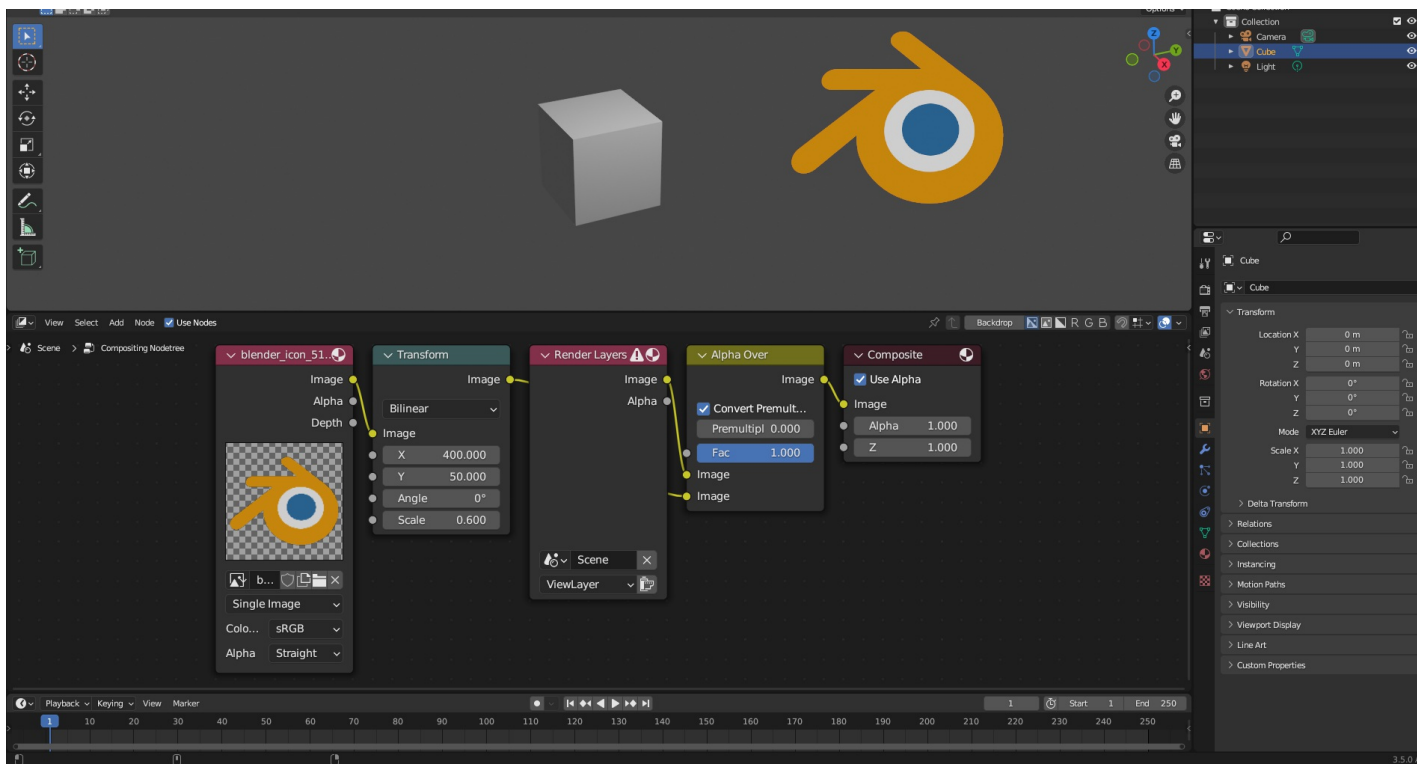 Options
Scene Collection
Collection
Camera
Cube
Light
Z
Y
X
Cube
Cube
Transform
Location X 0 m
Y 0 m
Z 0 m
Rotation X 0°
Y 0°
Z 0°
Mode XYZ Euler
Scale X 1.000
Y 1.000
Z 1.000
Delta Transform
Relations
Collections
Instancing
Motion Paths
Visibility
Viewport Display
Line Art
Custom Properties
View Select Add Node Use Nodes
Backdrop R G B
Scene > Compositing Nodetree
blender_icon_51..
Image
Alpha
Depth
b...
Single Image
Colo... sRGB
Alpha Straight
Transform
Image
Bilinear
Image
X 400.000
Y 50.000
Angle 0°
Scale 0.600
Render Layers
Image
Alpha
Scene
ViewLayer
Alpha Over
Image
Convert Premult...
Premultipl 0.000
Fac 1.000
Image
Image
Composite
Use Alpha
Image
Alpha 1.000
Z 1.000
Playback Keying View Marker
1 Start 1 End 250
1 10 20 30 40 50 60 70 80 90 100 110 120 130 140 150 160 170 180 190 200 210 220 230 240 250
3.5.0